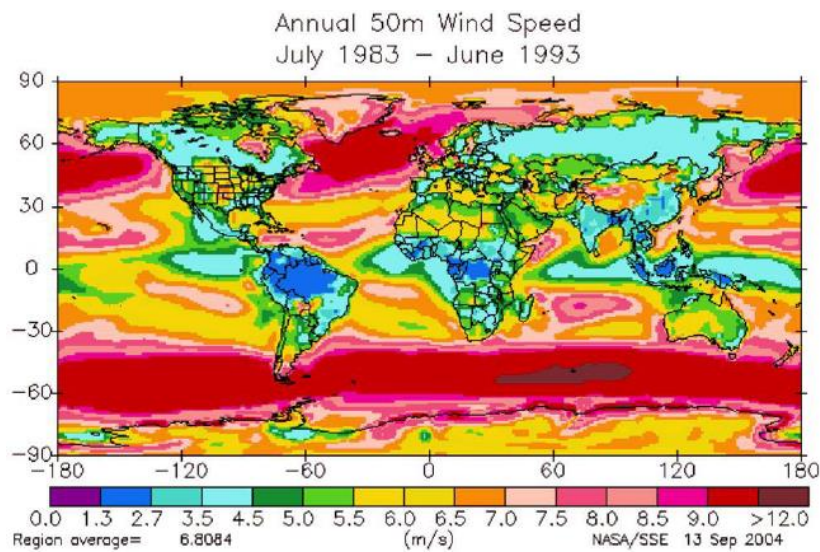 Annual 50m Wind Speed
July 1983 – June 1993
90
60
30
0
−30
−60
−90
−180 −120 −60 0 60 120 180
0.0 1.3 2.7 3.5 4.5 5.0 5.5 6.0 6.5 7.0 7.5 8.0 8.5 9.0 >12.0
Region average= 6.8084 (m/s) NASA/SSE 13 Sep 2004